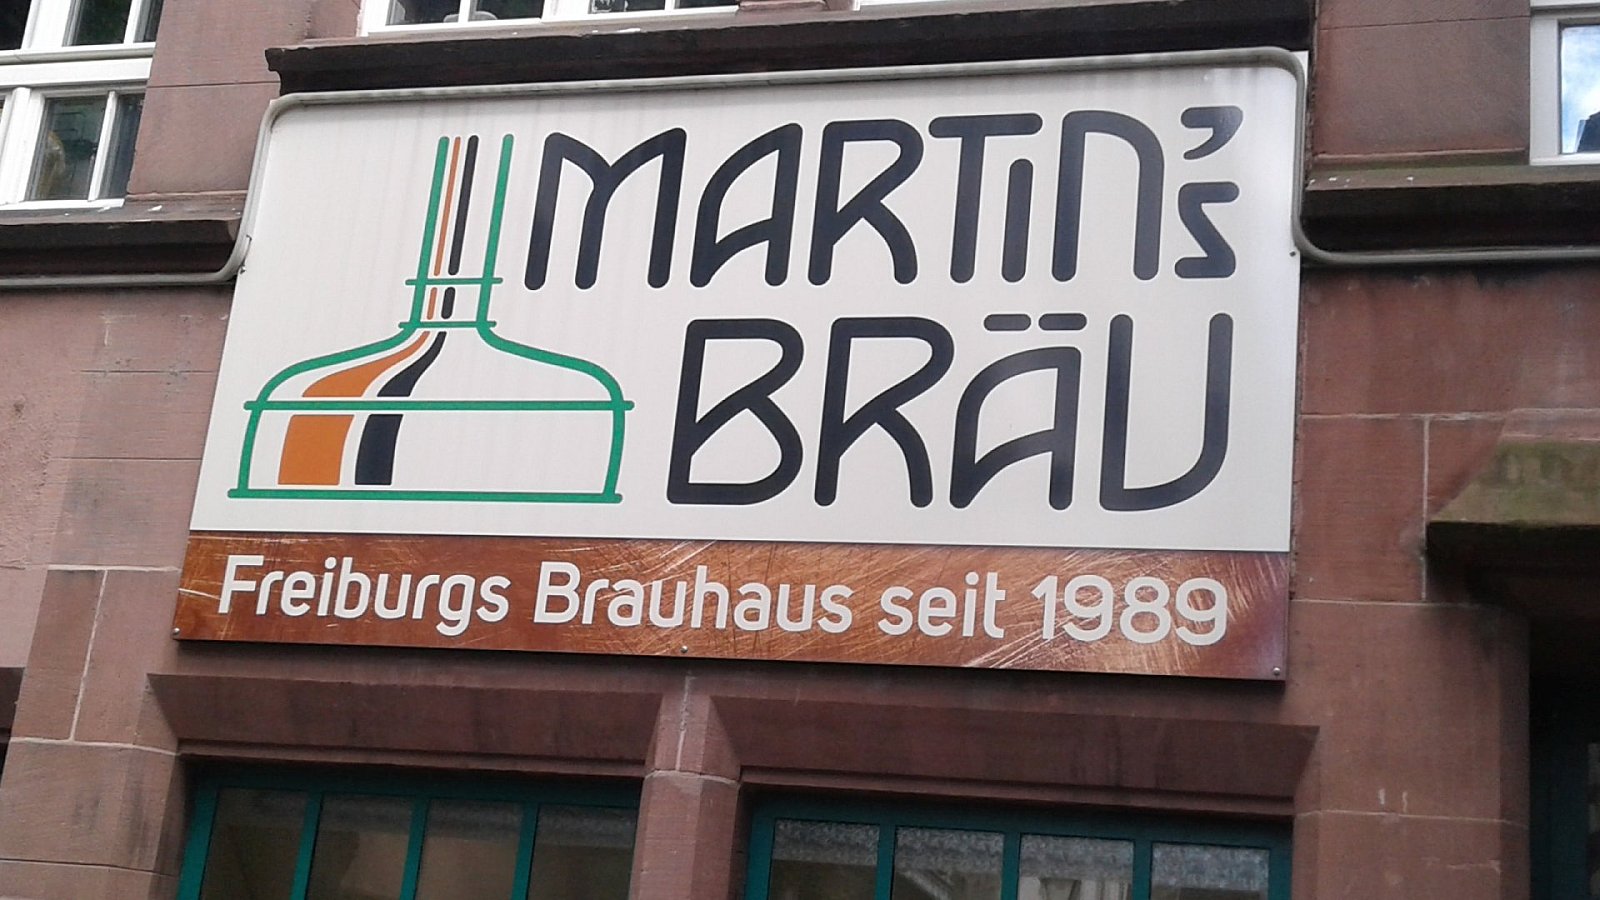 MARTiN's
BRÄU
Freiburgs Brauhaus seit 1989